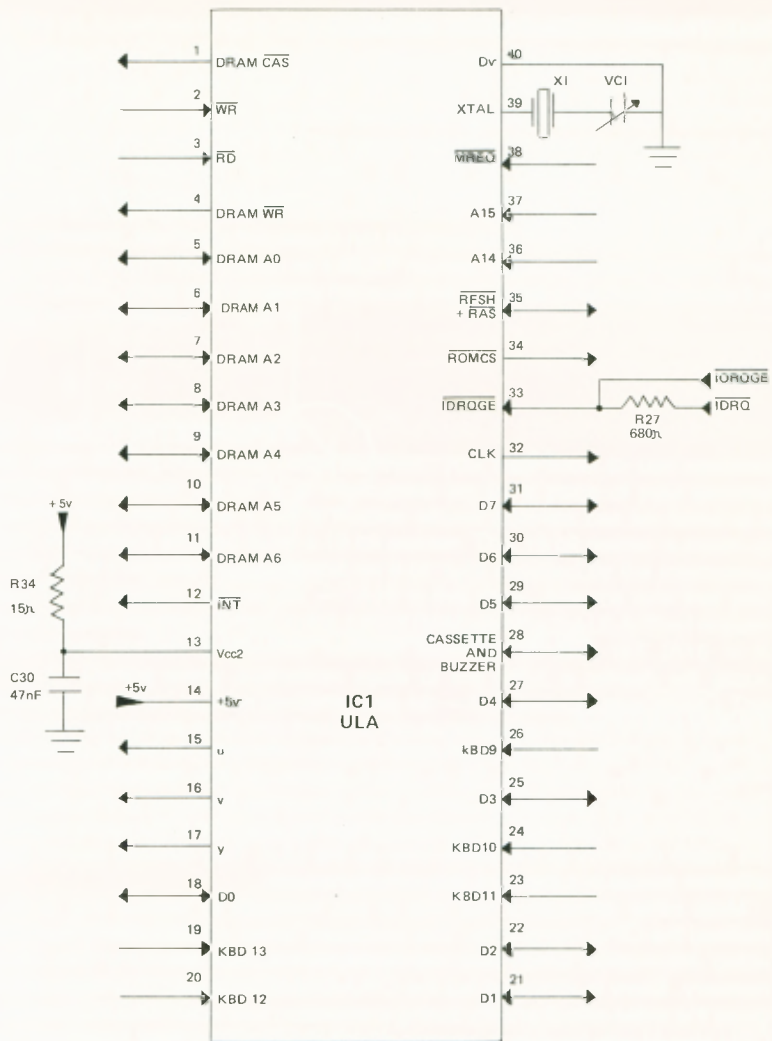 1
DRAM CAS
2
WR
3
RD
4
DRAM WR
5
DRAM A0
6
DRAM A1
7
DRAM A2
8
DRAM A3
9
DRAM A4
10
DRAM A5
11
DRAM A6
12
INT
+5v
R34
15Ω
13
Vcc2
C30
47nF
+5v
14
+5v
15
u
16
v
17
y
18
D0
19
KBD 13
20
KBD 12
IC1
ULA
40
Dv
X1
VC1
39
XTAL
38
MREQ
37
A15
36
A14
35
RFSH
+ RAS
34
ROMCS
33
IDRQGE
IORQGE
IDRQ
R27
680Ω
32
CLK
31
D7
30
D6
29
D5
28
CASSETTE
AND
BUZZER
27
D4
26
kBD9
25
D3
24
KBD10
23
KBD11
22
D2
21
D1